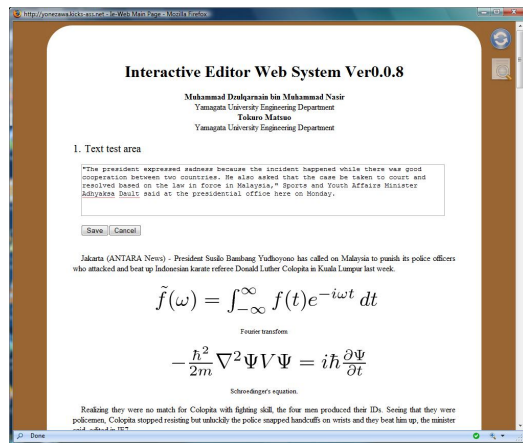 http://yonezawa.kicks-ass.net - Je-Web Main Page - Mozilla Firefox
Interactive Editor Web System Ver0.0.8
Muhammad Dzulqarnain bin Muhammad Nasir
Yamagata University Engineering Department
Tokuro Matsuo
Yamagata University Engineering Department
1. Text test area
"The president expressed sadness because the incident happened while there was good
cooperation between two countries. He also asked that the case be taken to court and
resolved based on the law in force in Malaysia," Sports and Youth Affairs Minister
Adhyaksa Dault said at the presidential office here on Monday.
Save Cancel
Jakarta (ANTARA News) - President Susilo Bambang Yudhoyono has called on Malaysia to punish its police officers
who attacked and beat up Indonesian karate referee Donald Luther Colopita in Kuala Lumpur last week.
f̃(ω) = ∫_{-∞}^{∞} f(t)e^{-iωt} dt
Fourier transform
-ℏ²/2m ∇²ΨVΨ = iℏ ∂Ψ/∂t
Schroedinger's equation.
Realizing they were no match for Colopita with fighting skill, the four men produced their IDs. Seeing that they were
policemen, Colopita stopped resisting but unluckily the police snapped handcuffs on wrists and they beat him up, the minister
Done